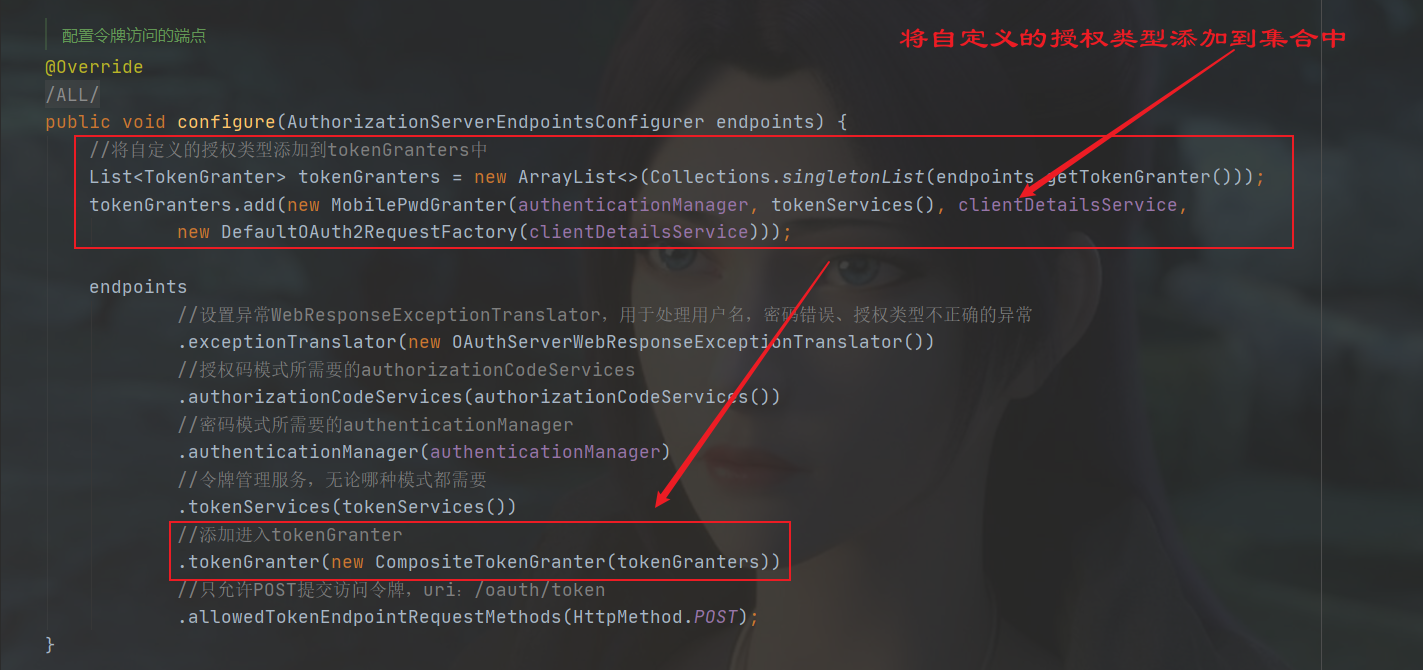 将自定义的授权类型添加到集合中
配置令牌访问的端点
@Override
/ALL/
public void configure(AuthorizationServerEndpointsConfigurer endpoints) {
//将自定义的授权类型添加到tokenGranters中
List<TokenGranter> tokenGranters = new ArrayList<>(Collections.singletonList(endpoints.getTokenGranter()));
tokenGranters.add(new MobilePwdGranter(authenticationManager, tokenServices(), clientDetailsService,
new DefaultOAuth2RequestFactory(clientDetailsService)));
endpoints
//设置异常WebResponseExceptionTranslator，用于处理用户名，密码错误、授权类型不正确的异常
.exceptionTranslator(new OAuthServerWebResponseExceptionTranslator())
//授权码模式所需要的authorizationCodeServices
.authorizationCodeServices(authorizationCodeServices())
//密码模式所需要的authenticationManager
.authenticationManager(authenticationManager)
//令牌管理服务，无论哪种模式都需要
.tokenServices(tokenServices())
//添加进入tokenGranter
.tokenGranter(new CompositeTokenGranter(tokenGranters))
//只允许POST提交访问令牌，uri：/oauth/token
.allowedTokenEndpointRequestMethods(HttpMethod.POST);
}